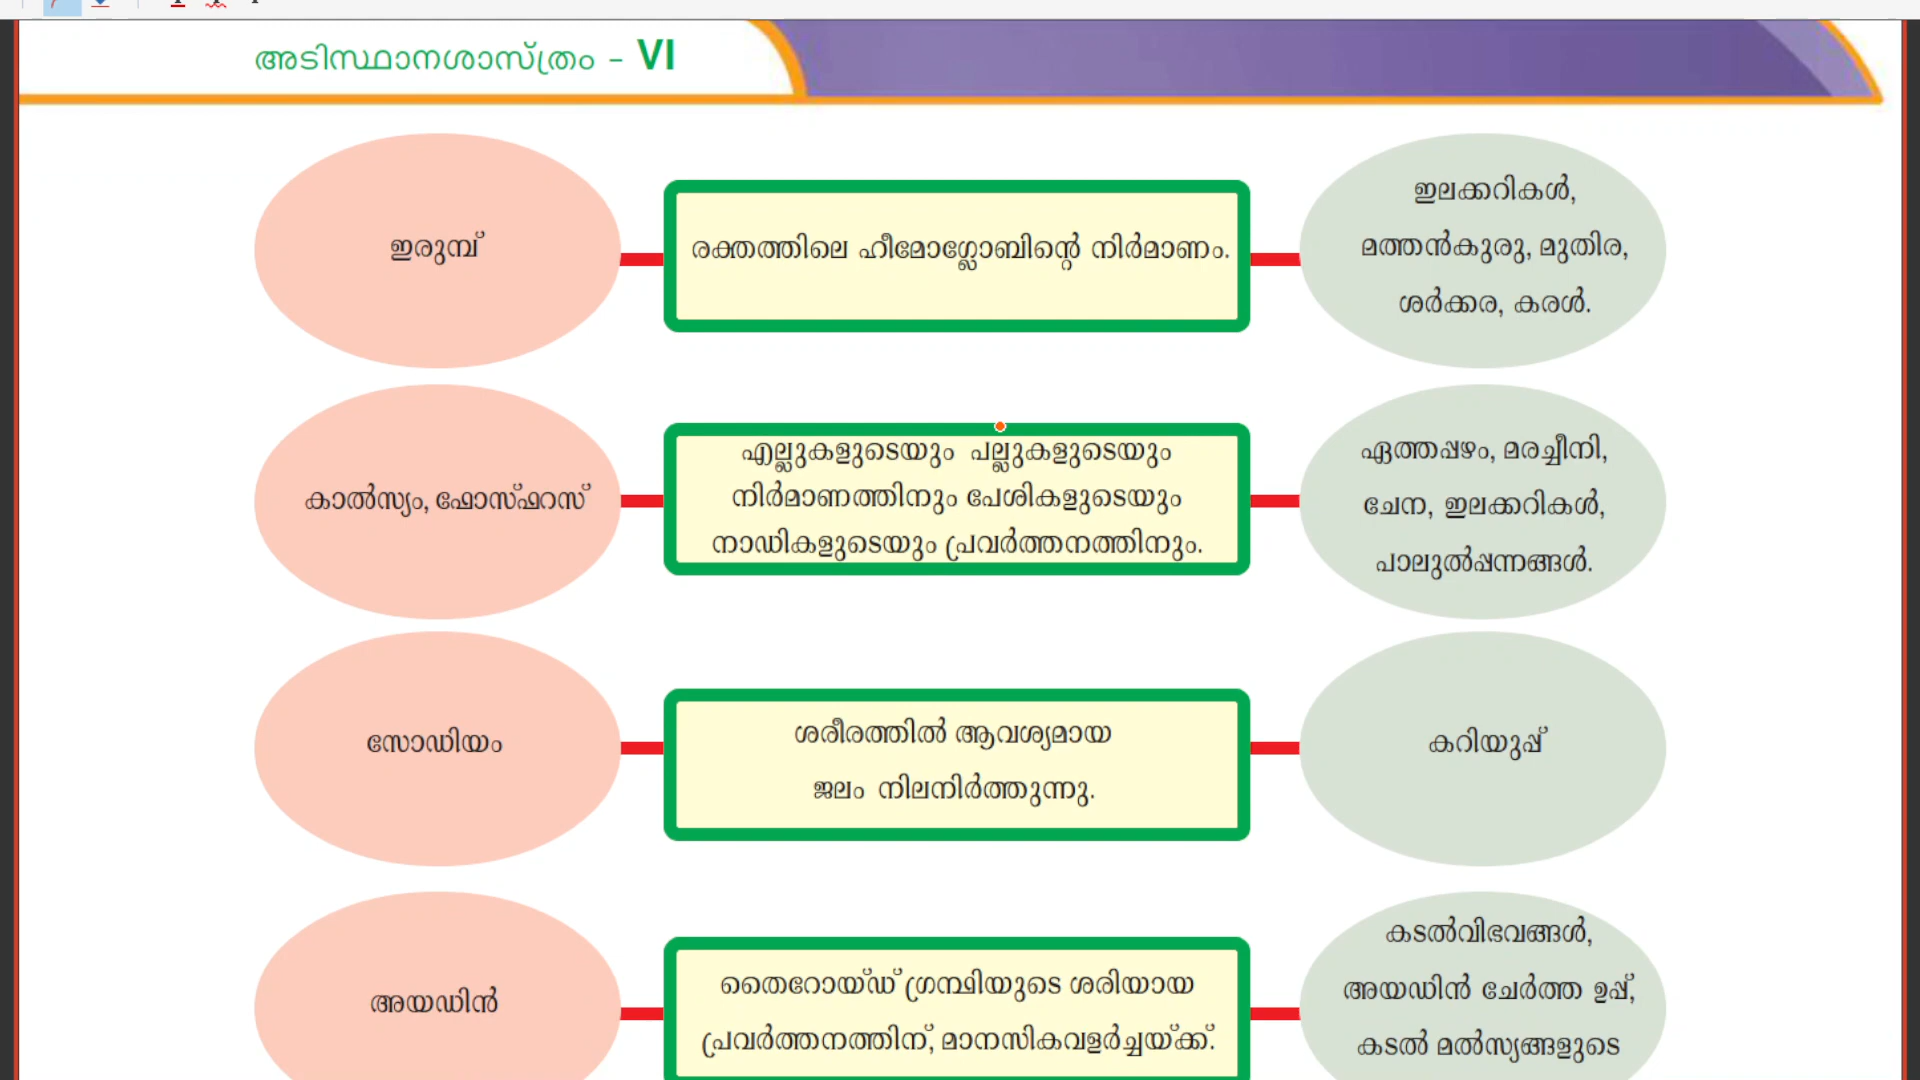 അടിസ്ഥാനശാസ്ത്രം - VI
ഇരുമ്പ്
രക്തത്തിലെ ഹീമോഗ്ലോബിന്റെ നിർമാണം.
ഇലക്കറികൾ,
മത്തൻകുരു, മുതിര,
ശർക്കര, കരൾ.
കാൽസ്യം, ഫോസ്ഫറസ്
എല്ലുകളുടെയും പല്ലുകളുടെയും
നിർമാണത്തിനും പേശികളുടെയും
നാഡികളുടെയും പ്രവർത്തനത്തിനും.
ഏത്തപ്പഴം, മരച്ചീനി,
ചേന, ഇലക്കറികൾ,
പാലുൽപ്പന്നങ്ങൾ.
സോഡിയം
ശരീരത്തിൽ ആവശ്യമായ
ജലം നിലനിർത്തുന്നു.
കറിയുപ്പ്
അയഡിൻ
തൈറോയ്ഡ് ഗ്രന്ഥിയുടെ ശരിയായ
പ്രവർത്തനത്തിന്, മാനസികവളർച്ചയ്ക്ക്.
കടൽവിഭവങ്ങൾ,
അയഡിൻ ചേർത്ത ഉപ്പ്,
കടൽ മൽസ്യങ്ങളുടെ